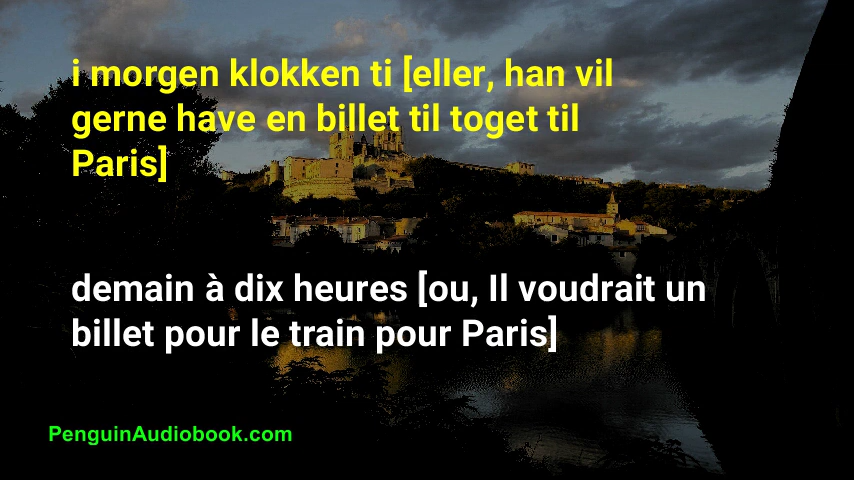 i morgen klokken ti [eller, han vil
gerne have en billet til toget til
Paris]
demain à dix heures [ou, Il voudrait un
billet pour le train pour Paris]
PenguinAudiobook.com